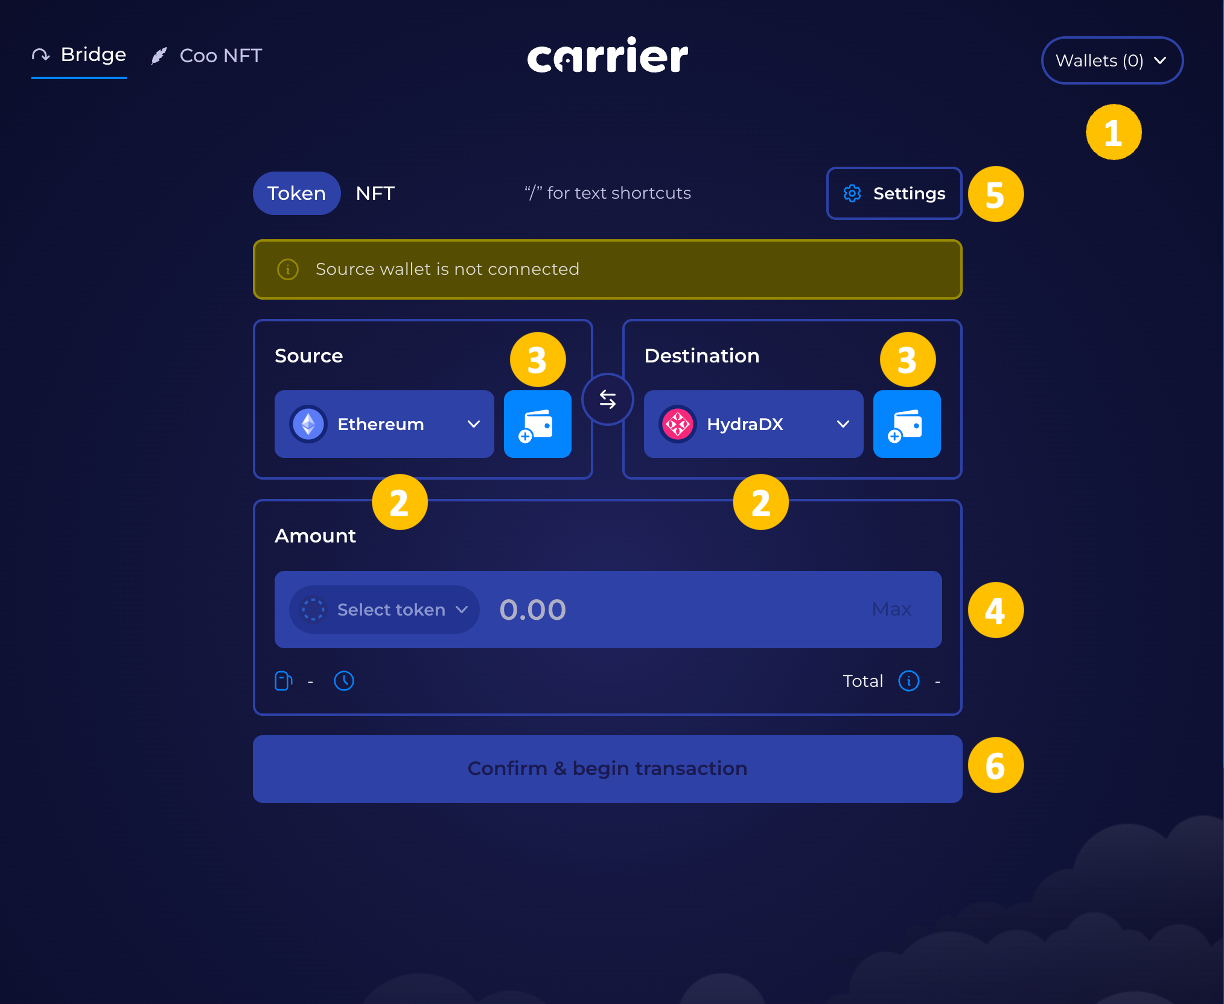 Bridge
Coo NFT
carrier
Wallets (0)
1
Token
NFT
“/” for text shortcuts
Settings
5
Source wallet is not connected
Source
3
Destination
3
Ethereum
HydraDX
2
2
Amount
Select token
0.00
Max
4
-
Total
-
Confirm & begin transaction
6